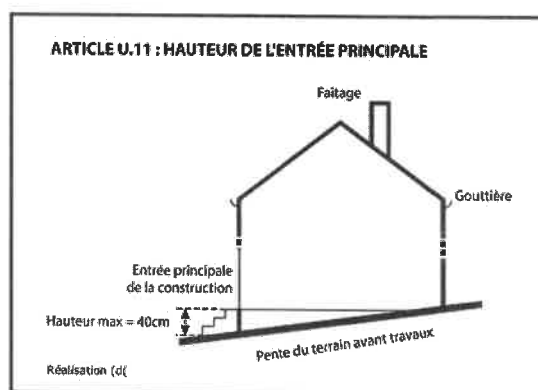 ARTICLE U.11 : HAUTEUR DE L'ENTRÉE PRINCIPALE
Faitage
Gouttière
Entrée principale
de la construction
Hauteur max = 40cm
Pente du terrain avant travaux
Réalisation (d(